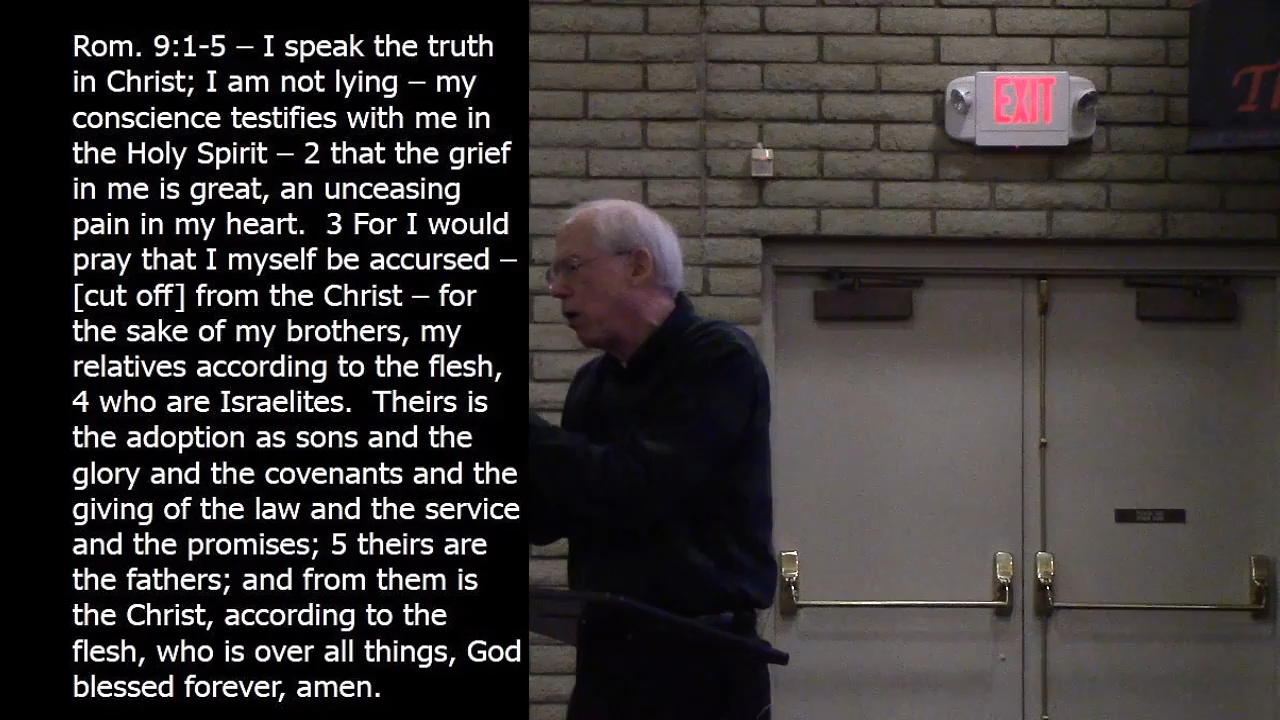 Rom. 9:1-5 – I speak the truth
in Christ; I am not lying – my
conscience testifies with me in
the Holy Spirit – 2 that the grief
in me is great, an unceasing
pain in my heart.  3 For I would
pray that I myself be accursed –
[cut off] from the Christ – for
the sake of my brothers, my
relatives according to the flesh,
4 who are Israelites.  Theirs is
the adoption as sons and the
glory and the covenants and the
giving of the law and the service
and the promises; 5 theirs are
the fathers; and from them is
the Christ, according to the
flesh, who is over all things, God
blessed forever, amen.
EXIT